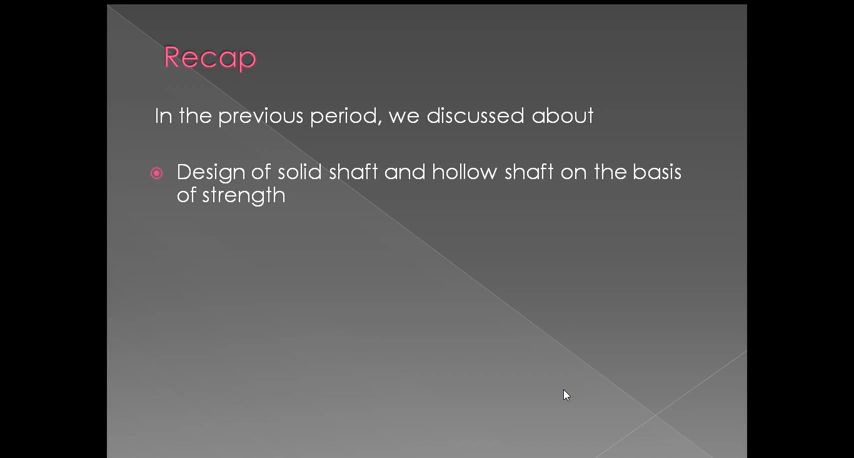 Recap
In the previous period, we discussed about
Design of solid shaft and hollow shaft on the basis
of strength